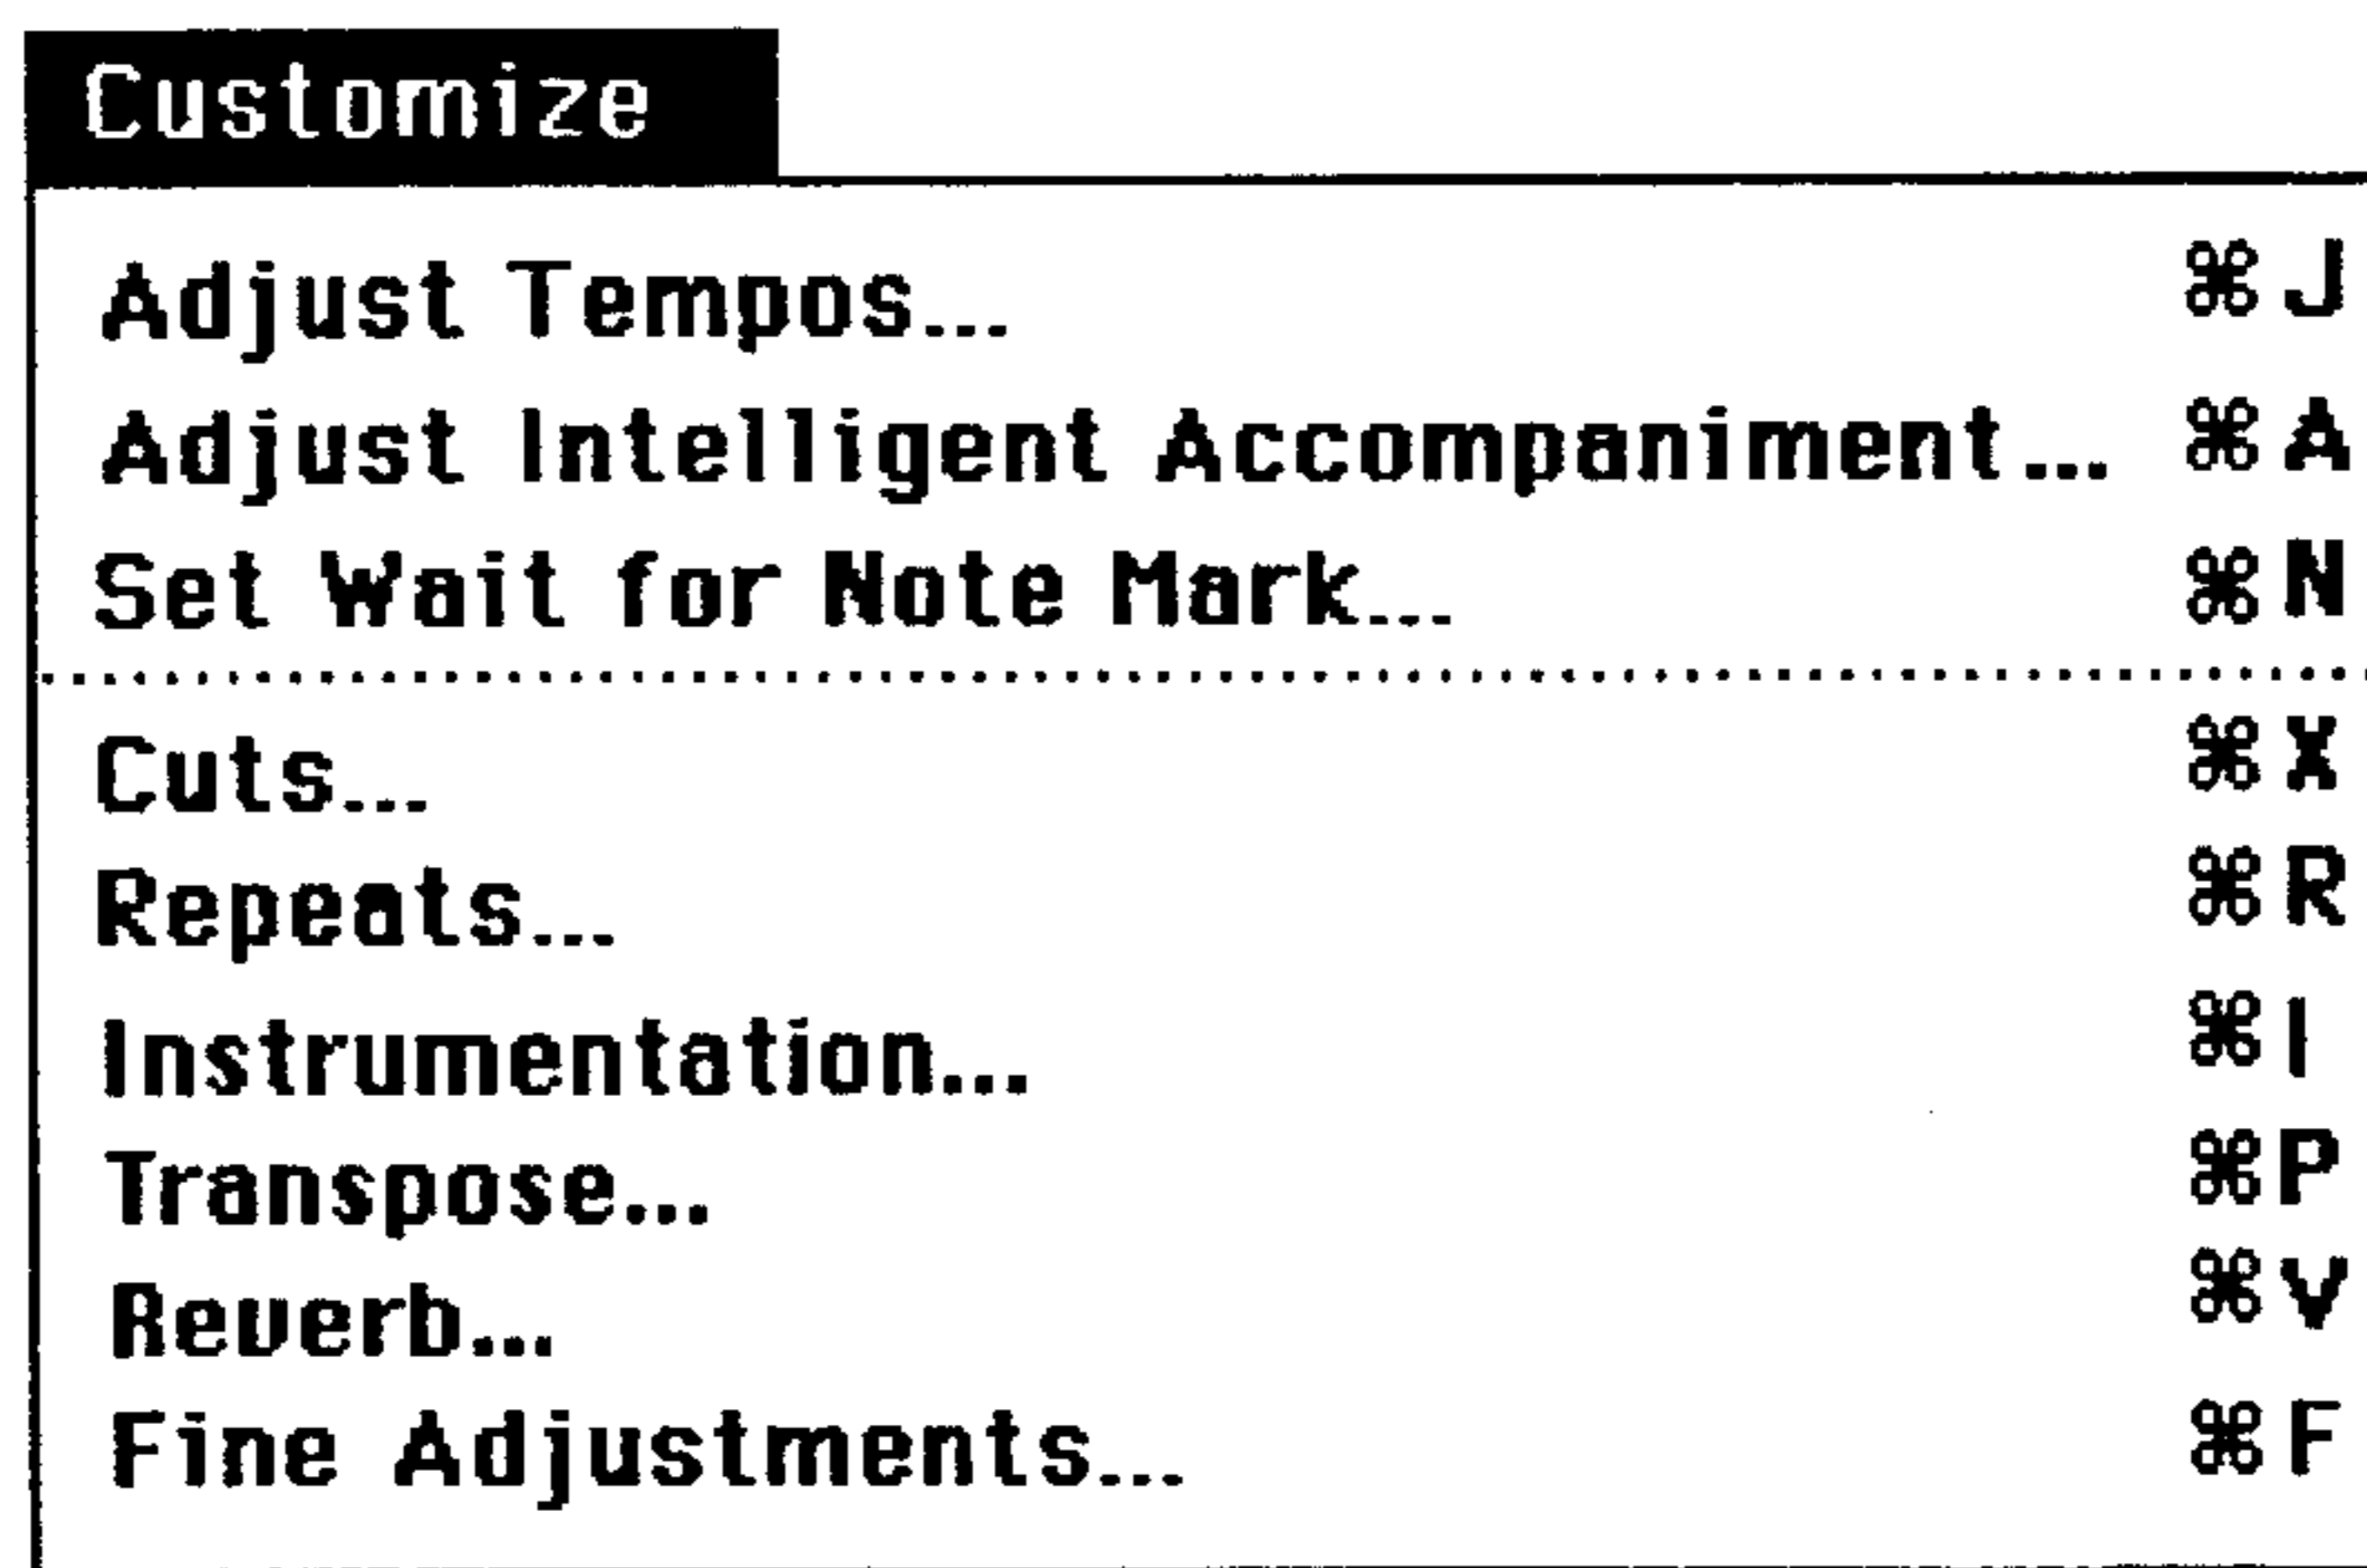 Customize
Adjust Tempos... ⌘J
Adjust Intelligent Accompaniment... ⌘A
Set Wait for Note Mark... ⌘N
Cuts... ⌘X
Repeats... ⌘R
Instrumentation... ⌘I
Transpose... ⌘P
Reverb... ⌘V
Fine Adjustments... ⌘F